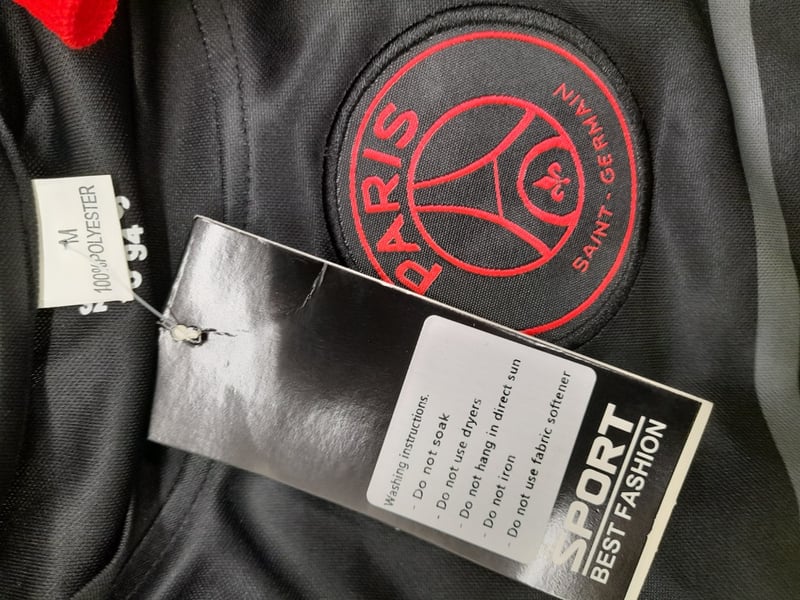 PARIS
SAINT-GERMAIN
M
100%POLYESTER
94
Washing instructions.
- Do not soak
- Do not use dryers
- Do not hang in direct sun
- Do not iron
- Do not use fabric softener
SPORT
BEST FASHION